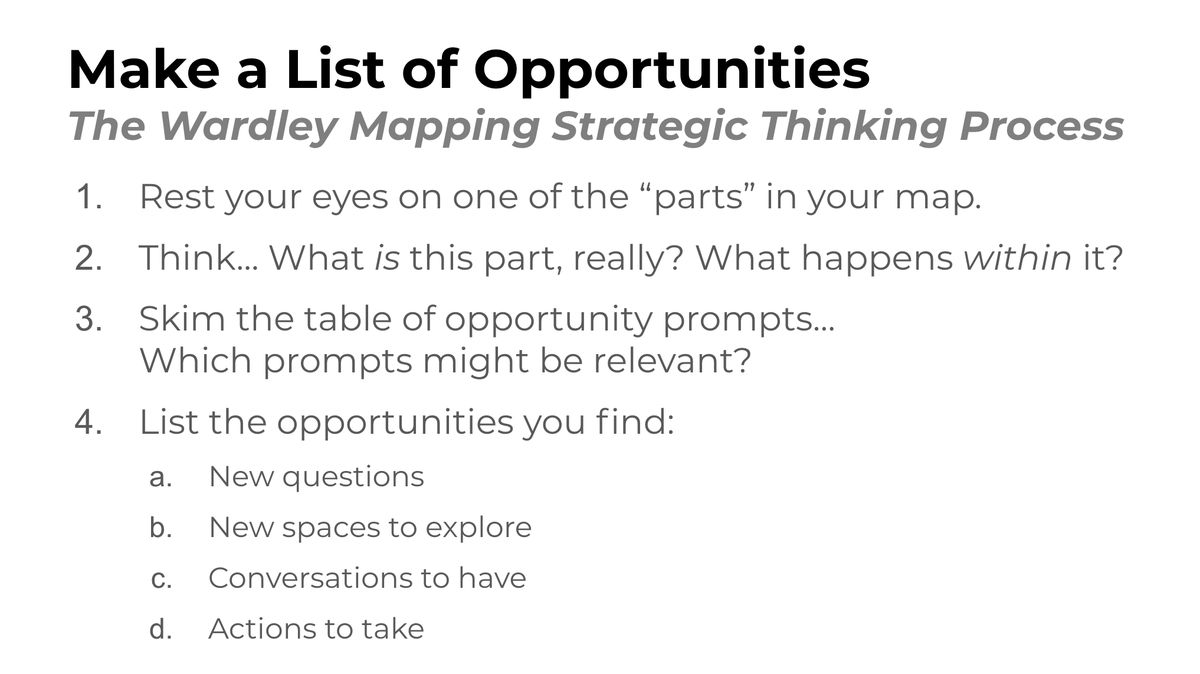 Make a List of Opportunities
The Wardley Mapping Strategic Thinking Process
1. Rest your eyes on one of the “parts” in your map.
2. Think... What is this part, really? What happens within it?
3. Skim the table of opportunity prompts...
Which prompts might be relevant?
4. List the opportunities you find:
a. New questions
b. New spaces to explore
c. Conversations to have
d. Actions to take